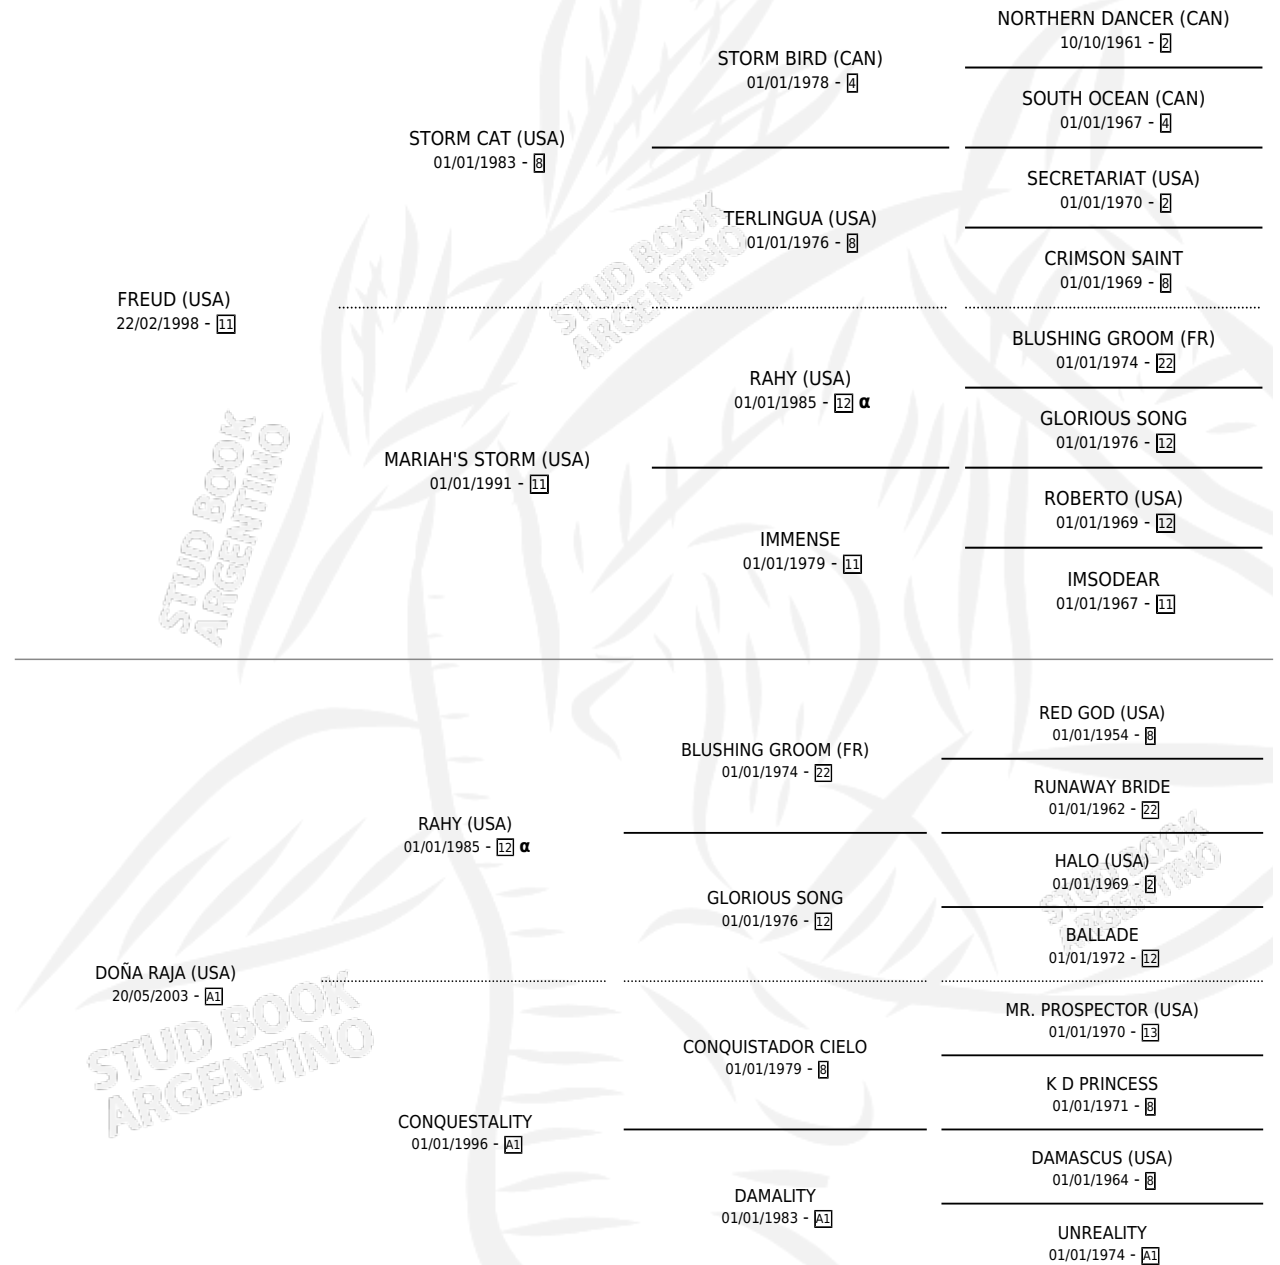 NORTHERN DANCER (CAN)
10/10/1961 - 2
STORM BIRD (CAN)
01/01/1978 - 4
SOUTH OCEAN (CAN)
01/01/1967 - 4
STORM CAT (USA)
01/01/1983 - 8
SECRETARIAT (USA)
01/01/1970 - 2
TERLINGUA (USA)
01/01/1976 - 8
CRIMSON SAINT
01/01/1969 - 8
FREUD (USA)
22/02/1998 - 11
BLUSHING GROOM (FR)
01/01/1974 - 22
RAHY (USA)
01/01/1985 - 12 α
GLORIOUS SONG
01/01/1976 - 12
MARIAH'S STORM (USA)
01/01/1991 - 11
ROBERTO (USA)
01/01/1969 - 12
IMMENSE
01/01/1979 - 11
IMSODEAR
01/01/1967 - 11
RED GOD (USA)
01/01/1954 - 8
BLUSHING GROOM (FR)
01/01/1974 - 22
RUNAWAY BRIDE
01/01/1962 - 22
RAHY (USA)
01/01/1985 - 12 α
HALO (USA)
01/01/1969 - 2
GLORIOUS SONG
01/01/1976 - 12
BALLADE
01/01/1972 - 12
DOÑA RAJA (USA)
20/05/2003 - A1
MR. PROSPECTOR (USA)
01/01/1970 - 13
CONQUISTADOR CIELO
01/01/1979 - 8
K D PRINCESS
01/01/1971 - 8
CONQUESTALITY
01/01/1996 - A1
DAMASCUS (USA)
01/01/1964 - 8
DAMALITY
01/01/1983 - A1
UNREALITY
01/01/1974 - A1
STUD BOOK
ARGENTINO
STUD BOOK
ARGENTINO
STUD BOOK
ARGENTINO
STUD BOOK
ARGENTINO